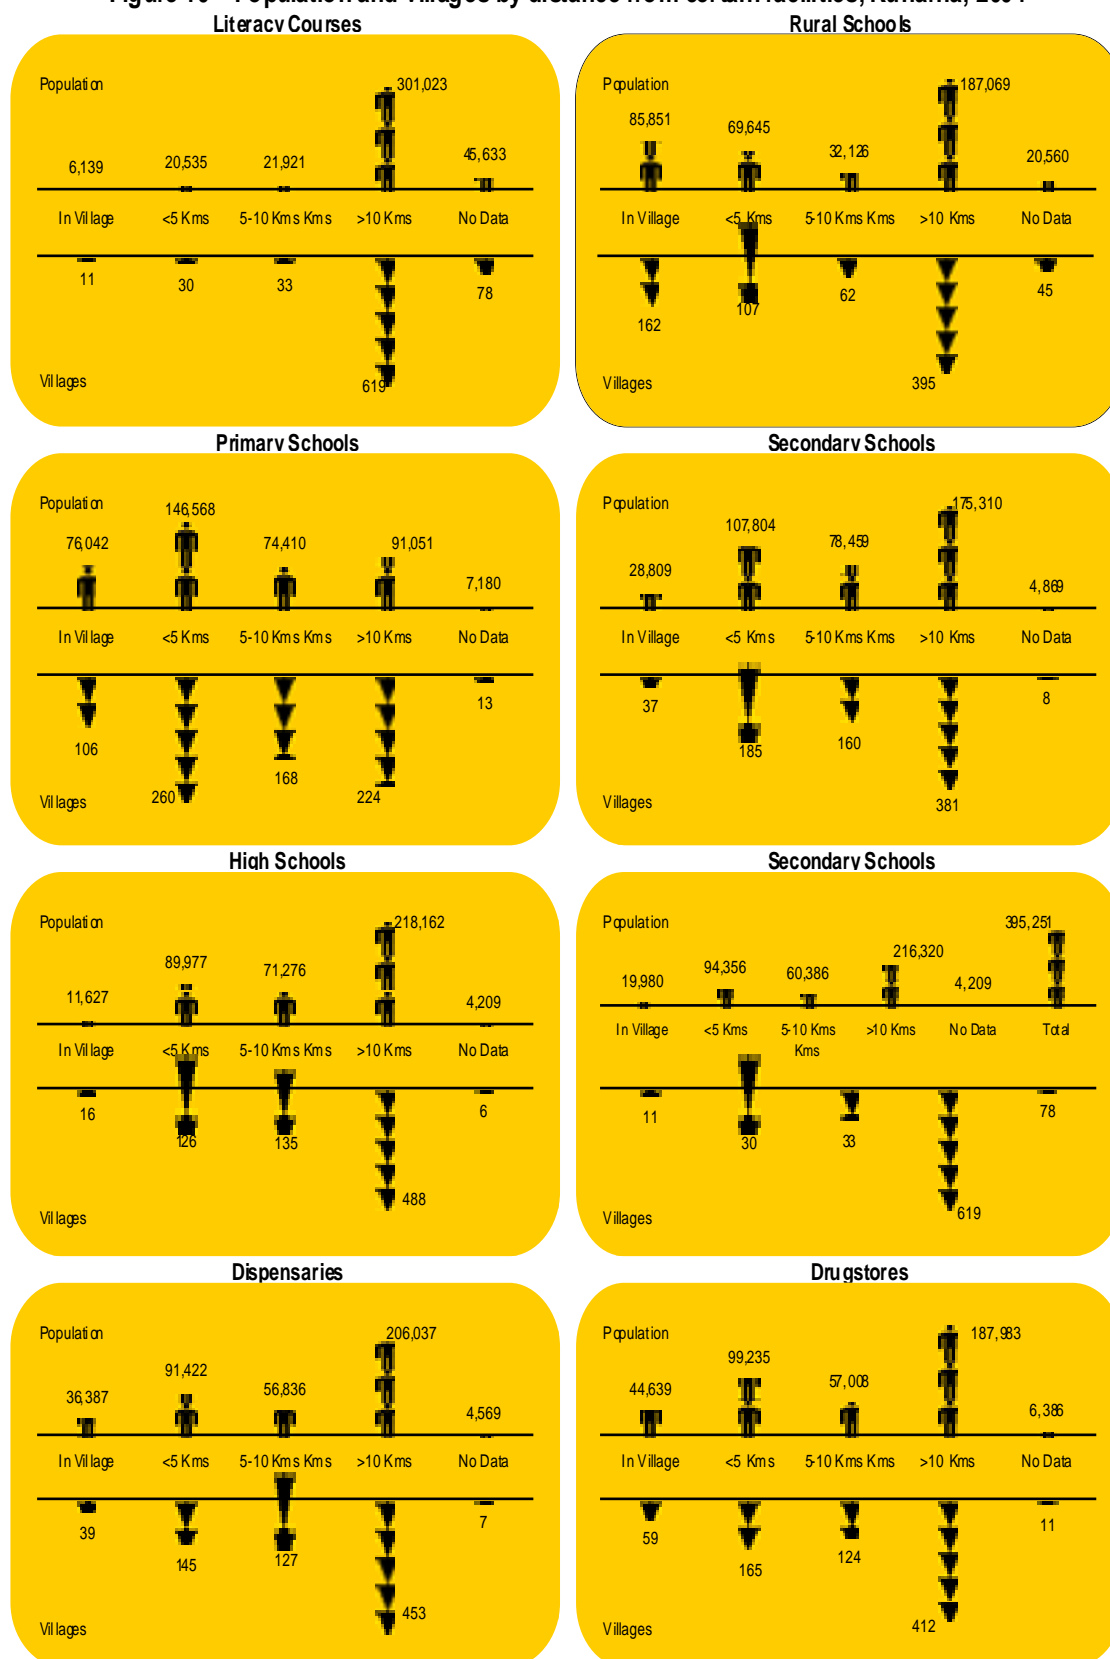 Literacy Courses
Population
301,023
6,139
20,535
21,921
45,633
In Village
<5 Kms
5-10 Kms Kms
>10 Kms
No Data
11
30
33
78
619
Villages
Rural Schools
Population
187,069
85,851
69,645
32,126
20,560
In Village
<5 Kms
5-10 Kms Kms
>10 Kms
No Data
162
107
62
45
395
Villages
Primary Schools
Population
146,568
76,042
74,410
91,051
7,180
In Village
<5 Kms
5-10 Kms Kms
>10 Kms
No Data
106
168
13
260
224
Villages
Secondary Schools
Population
175,310
107,804
78,459
28,809
4,869
In Village
<5 Kms
5-10 Kms Kms
>10 Kms
No Data
37
185
160
8
381
Villages
High Schools
Population
218,162
89,977
71,276
11,627
4,209
In Village
<5 Kms
5-10 Kms Kms
>10 Kms
No Data
16
126
135
6
488
Villages
Secondary Schools
Population
395,251
19,980
94,356
60,386
216,320
4,209
In Village
<5 Kms
5-10 Kms
Kms
>10 Kms
No Data
Total
11
30
33
78
619
Villages
Dispensaries
Population
206,037
36,387
91,422
56,836
4,569
In Village
<5 Kms
5-10 Kms Kms
>10 Kms
No Data
39
145
127
7
453
Villages
Drugstores
Population
187,983
44,639
99,235
57,008
6,386
In Village
<5 Kms
5-10 Kms Kms
>10 Kms
No Data
59
165
124
11
412
Villages